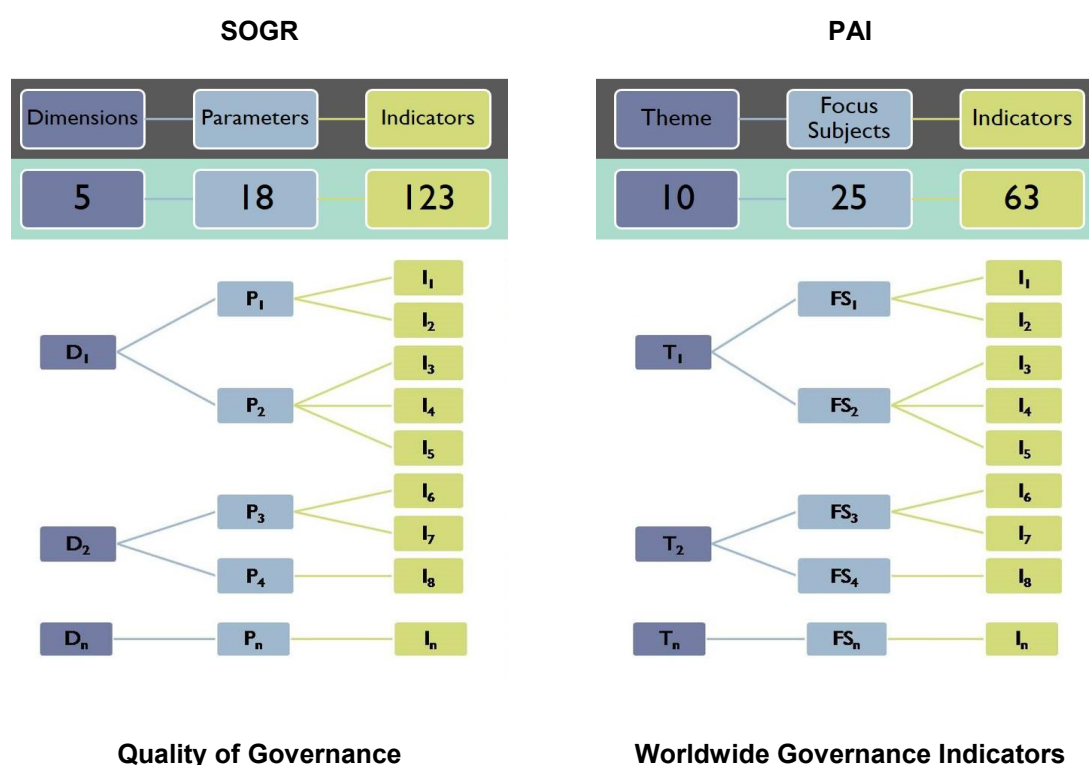 SOGR
Dimensions Parameters Indicators
5 18 123
I₁
P₁
I₂
D₁
I₃
P₂ I₄
I₅
I₆
P₃
I₇
D₂
P₄ I₈
Dₙ Pₙ Iₙ
Quality of Governance
PAI
Theme Focus Subjects Indicators
10 25 63
I₁
FS₁
I₂
T₁
I₃
FS₂ I₄
I₅
I₆
FS₃
I₇
T₂
FS₄ I₈
Tₙ FSₙ Iₙ
Worldwide Governance Indicators